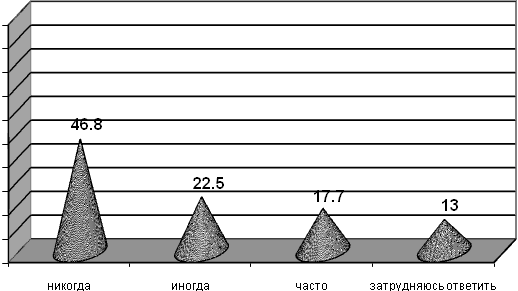 46.8
22.5
17.7
13
никогда иногда часто затрудняюсь ответить